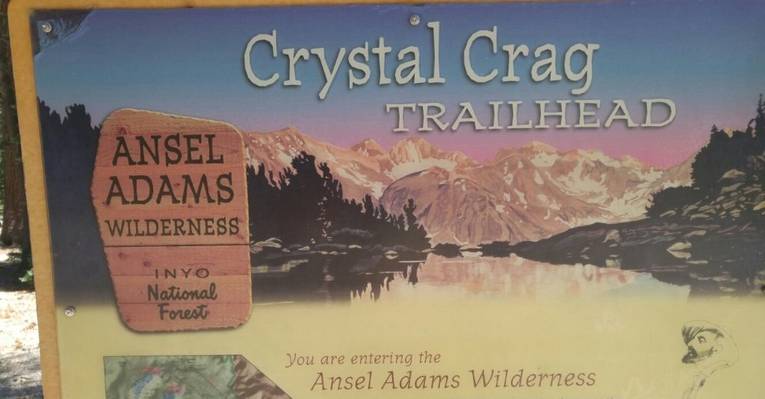 Crystal Crag
TRAILHEAD
ANSEL
ADAMS
WILDERNESS
INYO
National
Forest
You are entering the
Ansel Adams Wilderness